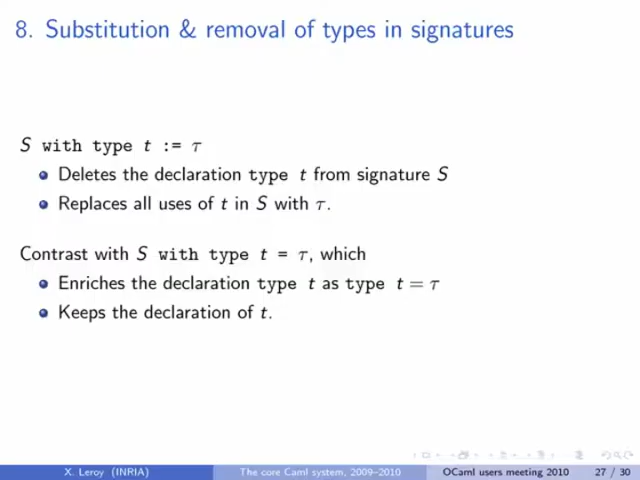 8. Substitution & removal of types in signatures
S with type t := τ
Deletes the declaration type t from signature S
Replaces all uses of t in S with τ.
Contrast with S with type t = τ, which
Enriches the declaration type t as type t = τ
Keeps the declaration of t.
X. Leroy (INRIA)
The core Caml system, 2009–2010
OCaml users meeting 2010
27 / 30